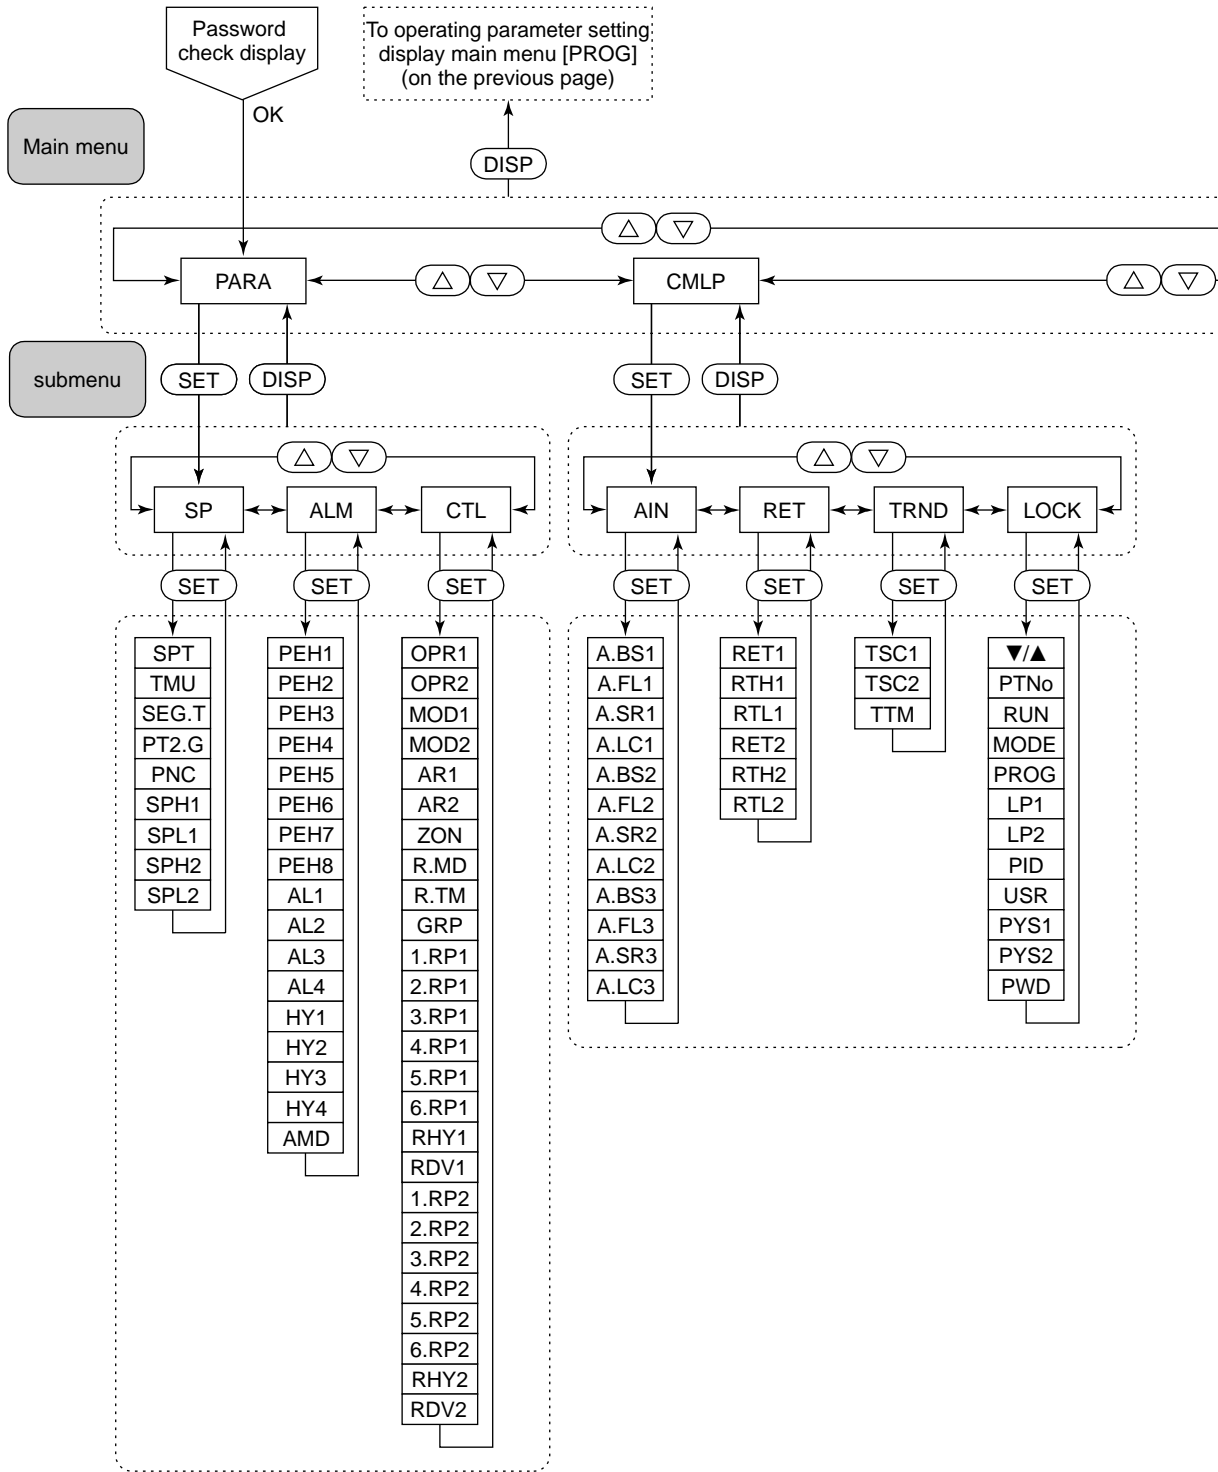 Password
check display
To operating parameter setting
display main menu [PROG]
(on the previous page)
OK
Main menu
DISP
△ ▽
PARA
△ ▽
CMLP
△ ▽
submenu
SET
DISP
SET
DISP
△ ▽
△ ▽
SP
ALM
CTL
AIN
RET
TRND
LOCK
SET
SET
SET
SET
SET
SET
SET
SPT
TMU
SEG.T
PT2.G
PNC
SPH1
SPL1
SPH2
SPL2
PEH1
PEH2
PEH3
PEH4
PEH5
PEH6
PEH7
PEH8
AL1
AL2
AL3
AL4
HY1
HY2
HY3
HY4
AMD
OPR1
OPR2
MOD1
MOD2
AR1
AR2
ZON
R.MD
R.TM
GRP
1.RP1
2.RP1
3.RP1
4.RP1
5.RP1
6.RP1
RHY1
RDV1
1.RP2
2.RP2
3.RP2
4.RP2
5.RP2
6.RP2
RHY2
RDV2
A.BS1
A.FL1
A.SR1
A.LC1
A.BS2
A.FL2
A.SR2
A.LC2
A.BS3
A.FL3
A.SR3
A.LC3
RET1
RTH1
RTL1
RET2
RTH2
RTL2
TSC1
TSC2
TTM
▼/▲
PTNo
RUN
MODE
PROG
LP1
LP2
PID
USR
PYS1
PYS2
PWD